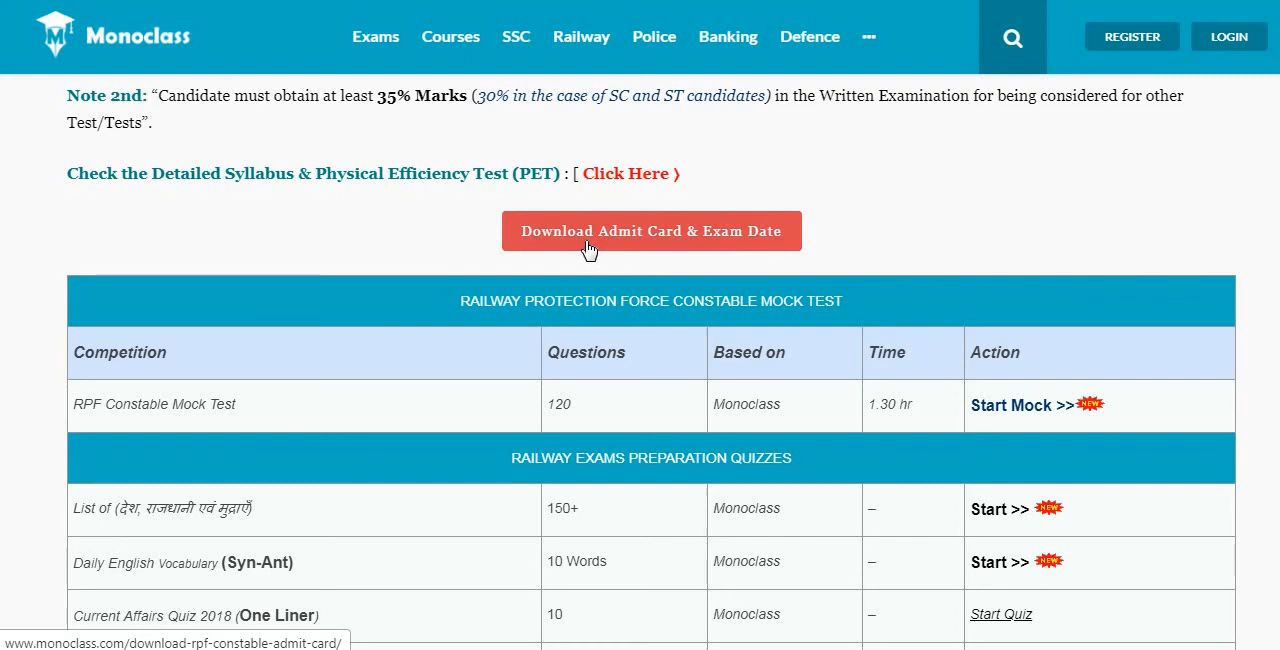 Monoclass
Exams Courses SSC Railway Police Banking Defence ••• REGISTER LOGIN
Note 2nd: “Candidate must obtain at least 35% Marks (30% in the case of SC and ST candidates) in the Written Examination for being considered for other
Test/Tests”.
Check the Detailed Syllabus & Physical Efficiency Test (PET) : [ Click Here ❭
Download Admit Card & Exam Date
RAILWAY PROTECTION FORCE CONSTABLE MOCK TEST
Competition Questions Based on Time Action
RPF Constable Mock Test 120 Monoclass 1.30 hr Start Mock >> NEW
RAILWAY EXAMS PREPARATION QUIZZES
List of (देश, राजधानी एवं मुद्राएँ) 150+ Monoclass – Start >> NEW
Daily English Vocabulary (Syn-Ant) 10 Words Monoclass – Start >> NEW
Current Affairs Quiz 2018 (One Liner) 10 Monoclass – Start Quiz
www.monoclass.com/download-rpf-constable-admit-card/